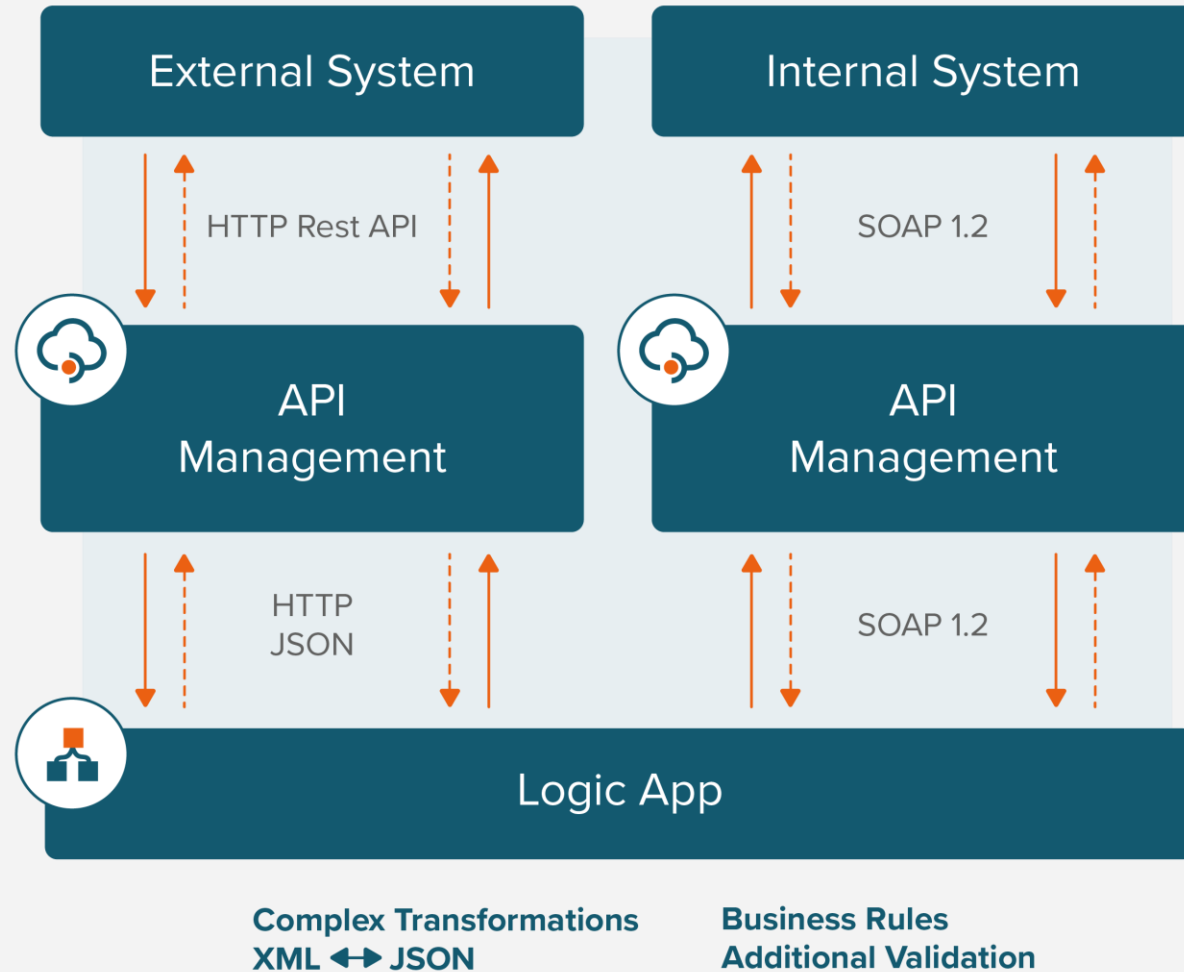 External System
Internal System
HTTP Rest API
SOAP 1.2
API
Management
API
Management
HTTP
JSON
SOAP 1.2
Logic App
Complex Transformations
XML ↔ JSON
Business Rules
Additional Validation